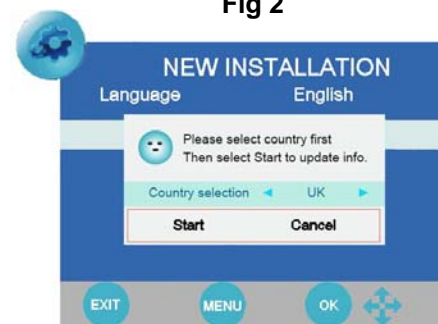 Fig 2
NEW INSTALLATION
Language English
Please select country first
Then select Start to update info.
Country selection UK
Start Cancel
EXIT MENU OK